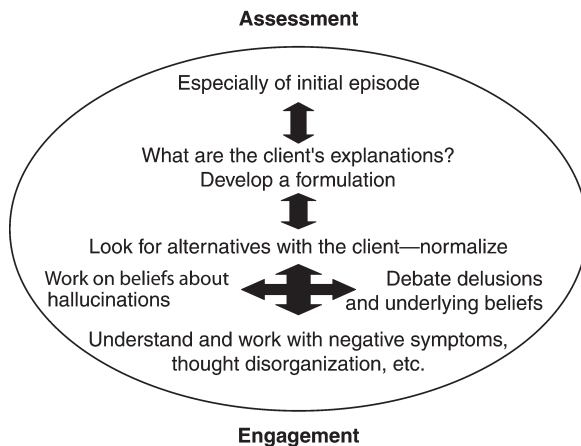 Assessment
Especially of initial episode
What are the client's explanations?
Develop a formulation
Look for alternatives with the client—normalize
Work on beliefs about
hallucinations
Debate delusions
and underlying beliefs
Understand and work with negative symptoms,
thought disorganization, etc.
Engagement